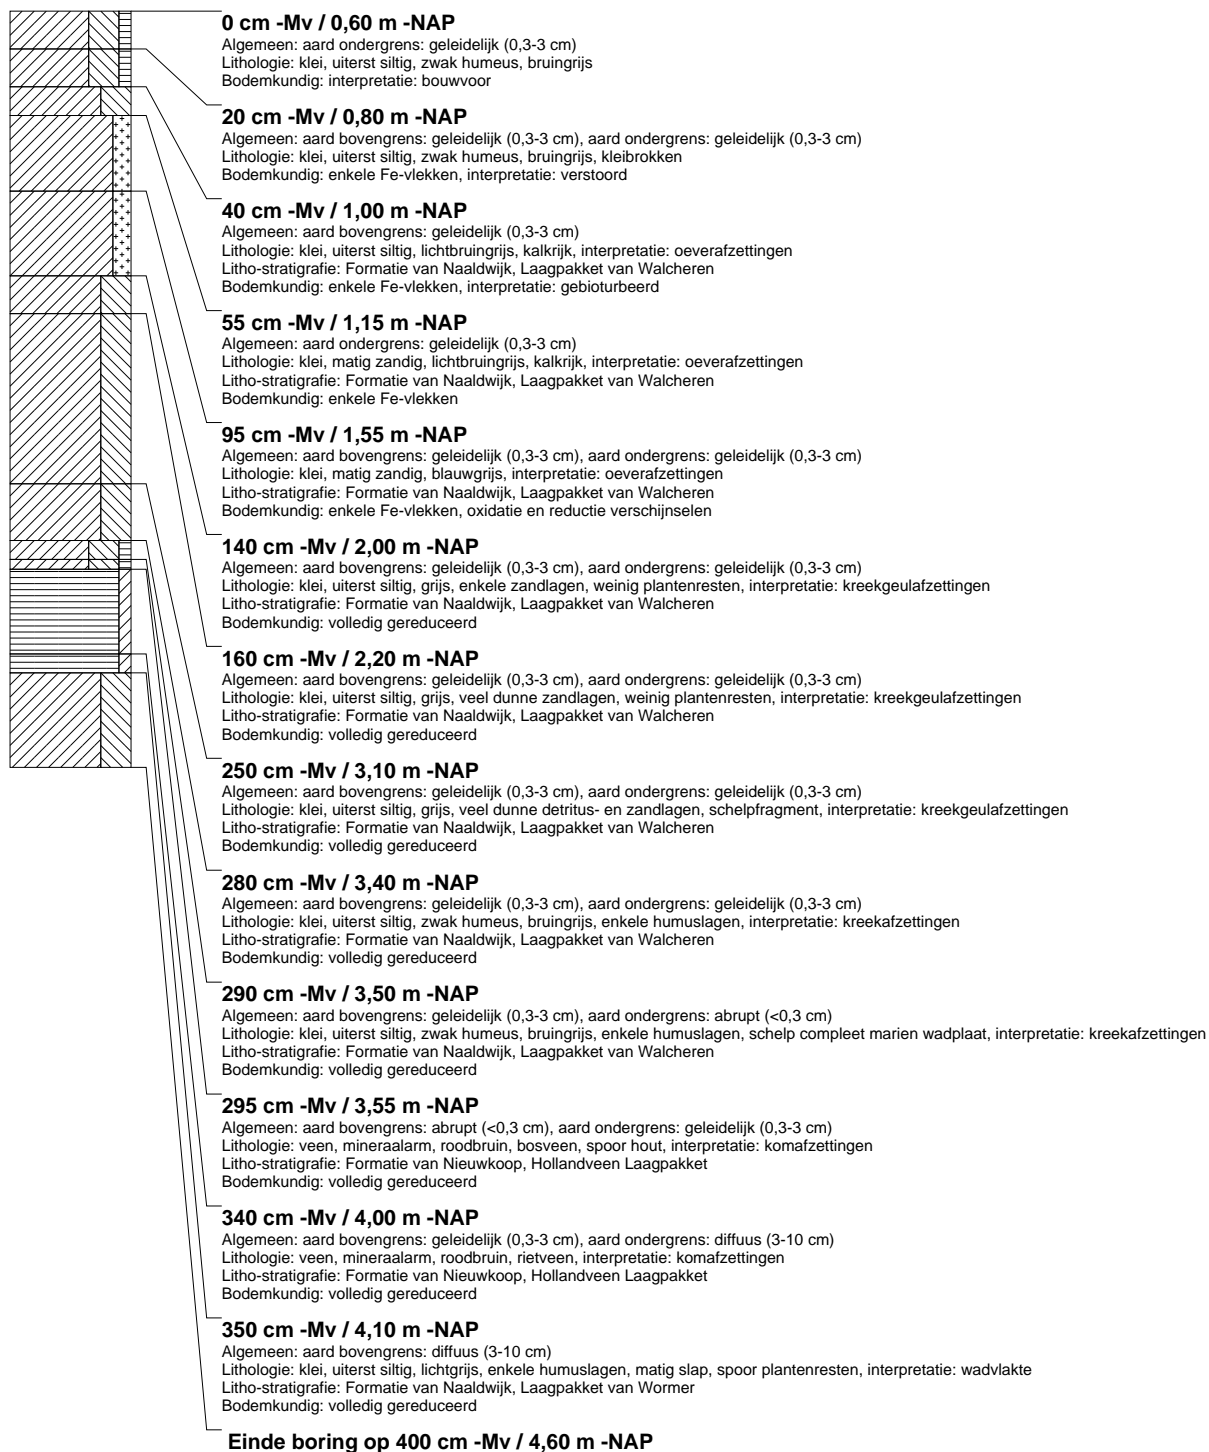 0 cm -Mv / 0,60 m -NAP
Algemeen: aard ondergrens: geleidelijk (0,3-3 cm)
Lithologie: klei, uiterst siltig, zwak humeus, bruingrijs
Bodemkundig: interpretatie: bouwvoor
20 cm -Mv / 0,80 m -NAP
Algemeen: aard bovengrens: geleidelijk (0,3-3 cm), aard ondergrens: geleidelijk (0,3-3 cm)
Lithologie: klei, uiterst siltig, zwak humeus, bruingrijs, kleibrokken
Bodemkundig: enkele Fe-vlekken, interpretatie: verstoord
40 cm -Mv / 1,00 m -NAP
Algemeen: aard bovengrens: geleidelijk (0,3-3 cm)
Lithologie: klei, uiterst siltig, lichtbruingrijs, kalkrijk, interpretatie: oeverafzettingen
Litho-stratigrafie: Formatie van Naaldwijk, Laagpakket van Walcheren
Bodemkundig: enkele Fe-vlekken, interpretatie: gebioturbeerd
55 cm -Mv / 1,15 m -NAP
Algemeen: aard ondergrens: geleidelijk (0,3-3 cm)
Lithologie: klei, matig zandig, lichtbruingrijs, kalkrijk, interpretatie: oeverafzettingen
Litho-stratigrafie: Formatie van Naaldwijk, Laagpakket van Walcheren
Bodemkundig: enkele Fe-vlekken
95 cm -Mv / 1,55 m -NAP
Algemeen: aard bovengrens: geleidelijk (0,3-3 cm), aard ondergrens: geleidelijk (0,3-3 cm)
Lithologie: klei, matig zandig, blauwgrijs, interpretatie: oeverafzettingen
Litho-stratigrafie: Formatie van Naaldwijk, Laagpakket van Walcheren
Bodemkundig: enkele Fe-vlekken, oxidatie en reductie verschijnselen
140 cm -Mv / 2,00 m -NAP
Algemeen: aard bovengrens: geleidelijk (0,3-3 cm), aard ondergrens: geleidelijk (0,3-3 cm)
Lithologie: klei, uiterst siltig, grijs, enkele zandlagen, weinig plantenresten, interpretatie: kreekgeulafzettingen
Litho-stratigrafie: Formatie van Naaldwijk, Laagpakket van Walcheren
Bodemkundig: volledig gereduceerd
160 cm -Mv / 2,20 m -NAP
Algemeen: aard bovengrens: geleidelijk (0,3-3 cm), aard ondergrens: geleidelijk (0,3-3 cm)
Lithologie: klei, uiterst siltig, grijs, veel dunne zandlagen, weinig plantenresten, interpretatie: kreekgeulafzettingen
Litho-stratigrafie: Formatie van Naaldwijk, Laagpakket van Walcheren
Bodemkundig: volledig gereduceerd
250 cm -Mv / 3,10 m -NAP
Algemeen: aard bovengrens: geleidelijk (0,3-3 cm), aard ondergrens: geleidelijk (0,3-3 cm)
Lithologie: klei, uiterst siltig, grijs, veel dunne detritus- en zandlagen, schelpfragment, interpretatie: kreekgeulafzettingen
Litho-stratigrafie: Formatie van Naaldwijk, Laagpakket van Walcheren
Bodemkundig: volledig gereduceerd
280 cm -Mv / 3,40 m -NAP
Algemeen: aard bovengrens: geleidelijk (0,3-3 cm), aard ondergrens: geleidelijk (0,3-3 cm)
Lithologie: klei, uiterst siltig, zwak humeus, bruingrijs, enkele humuslagen, interpretatie: kreekafzettingen
Litho-stratigrafie: Formatie van Naaldwijk, Laagpakket van Walcheren
Bodemkundig: volledig gereduceerd
290 cm -Mv / 3,50 m -NAP
Algemeen: aard bovengrens: geleidelijk (0,3-3 cm), aard ondergrens: abrupt (<0,3 cm)
Lithologie: klei, uiterst siltig, zwak humeus, bruingrijs, enkele humuslagen, schelp compleet marien wadplaat, interpretatie: kreekafzettingen
Litho-stratigrafie: Formatie van Naaldwijk, Laagpakket van Walcheren
Bodemkundig: volledig gereduceerd
295 cm -Mv / 3,55 m -NAP
Algemeen: aard bovengrens: abrupt (<0,3 cm), aard ondergrens: geleidelijk (0,3-3 cm)
Lithologie: veen, mineraalarm, roodbruin, bosveen, spoor hout, interpretatie: komafzettingen
Litho-stratigrafie: Formatie van Nieuwkoop, Hollandveen Laagpakket
Bodemkundig: volledig gereduceerd
340 cm -Mv / 4,00 m -NAP
Algemeen: aard bovengrens: geleidelijk (0,3-3 cm), aard ondergrens: diffuus (3-10 cm)
Lithologie: veen, mineraalarm, roodbruin, rietveen, interpretatie: komafzettingen
Litho-stratigrafie: Formatie van Nieuwkoop, Hollandveen Laagpakket
Bodemkundig: volledig gereduceerd
350 cm -Mv / 4,10 m -NAP
Algemeen: aard bovengrens: diffuus (3-10 cm)
Lithologie: klei, uiterst siltig, lichtgrijs, enkele humuslagen, matig slap, spoor plantenresten, interpretatie: wadvlakte
Litho-stratigrafie: Formatie van Naaldwijk, Laagpakket van Wormer
Bodemkundig: volledig gereduceerd
Einde boring op 400 cm -Mv / 4,60 m -NAP